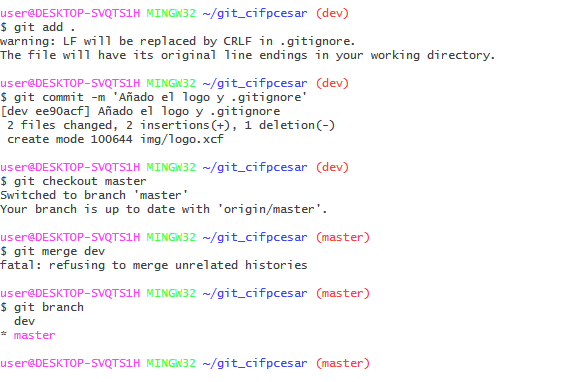 user@DESKTOP-SVQTS1H MINGW32 ~/git_cifpcesar (dev)
$ git add .
warning: LF will be replaced by CRLF in .gitignore.
The file will have its original line endings in your working directory.
user@DESKTOP-SVQTS1H MINGW32 ~/git_cifpcesar (dev)
$ git commit -m 'Añado el logo y .gitignore'
[dev ee90acf] Añado el logo y .gitignore
 2 files changed, 2 insertions(+), 1 deletion(-)
 create mode 100644 img/logo.xcf
user@DESKTOP-SVQTS1H MINGW32 ~/git_cifpcesar (dev)
$ git checkout master
Switched to branch 'master'
Your branch is up to date with 'origin/master'.
user@DESKTOP-SVQTS1H MINGW32 ~/git_cifpcesar (master)
$ git merge dev
fatal: refusing to merge unrelated histories
user@DESKTOP-SVQTS1H MINGW32 ~/git_cifpcesar (master)
$ git branch
  dev
* master
user@DESKTOP-SVQTS1H MINGW32 ~/git_cifpcesar (master)